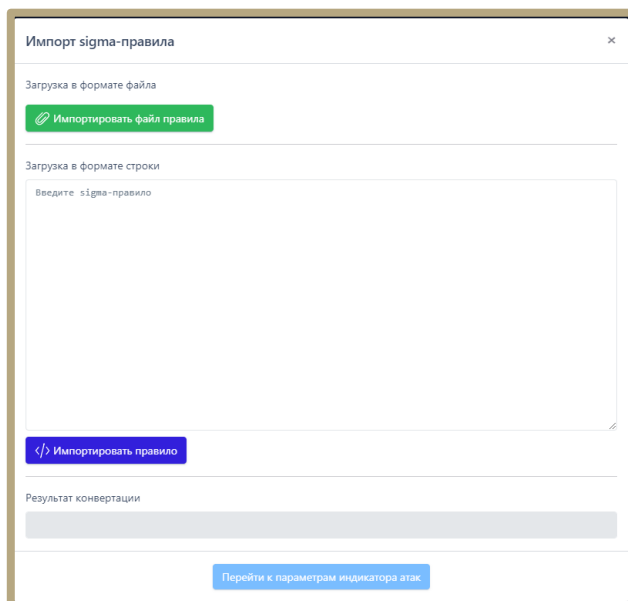 Импорт sigma-правила
×
Загрузка в формате файла
Импортировать файл правила
Загрузка в формате строки
Введите sigma-правило
</> Импортировать правило
Результат конвертации
Перейти к параметрам индикатора атак